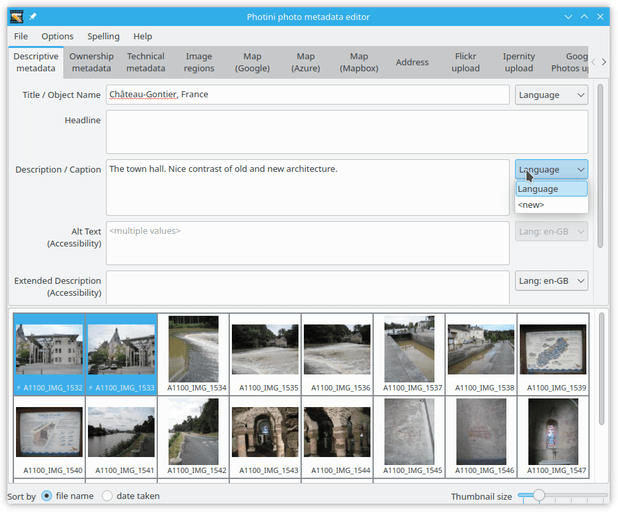 Photini photo metadata editor
File Options Spelling Help
Descriptive metadata
Ownership metadata
Technical metadata
Image regions
Map (Google)
Map (Azure)
Map (Mapbox)
Address
Flickr upload
Ipernity upload
Goog
Photos up
Title / Object Name
Château-Gontier, France
Language
Headline
Description / Caption
The town hall. Nice contrast of old and new architecture.
Language
Language
<new>
Alt Text
(Accessibility)
<multiple values>
Lang: en-GB
Extended Description
(Accessibility)
Lang: en-GB
⚡ A1100_IMG_1532
⚡ A1100_IMG_1533
A1100_IMG_1534
A1100_IMG_1535
A1100_IMG_1536
A1100_IMG_1537
A1100_IMG_1538
A1100_IMG_1539
A1100_IMG_1540
A1100_IMG_1541
A1100_IMG_1542
A1100_IMG_1543
A1100_IMG_1544
A1100_IMG_1545
A1100_IMG_1546
A1100_IMG_1547
Sort by file name date taken
Thumbnail size